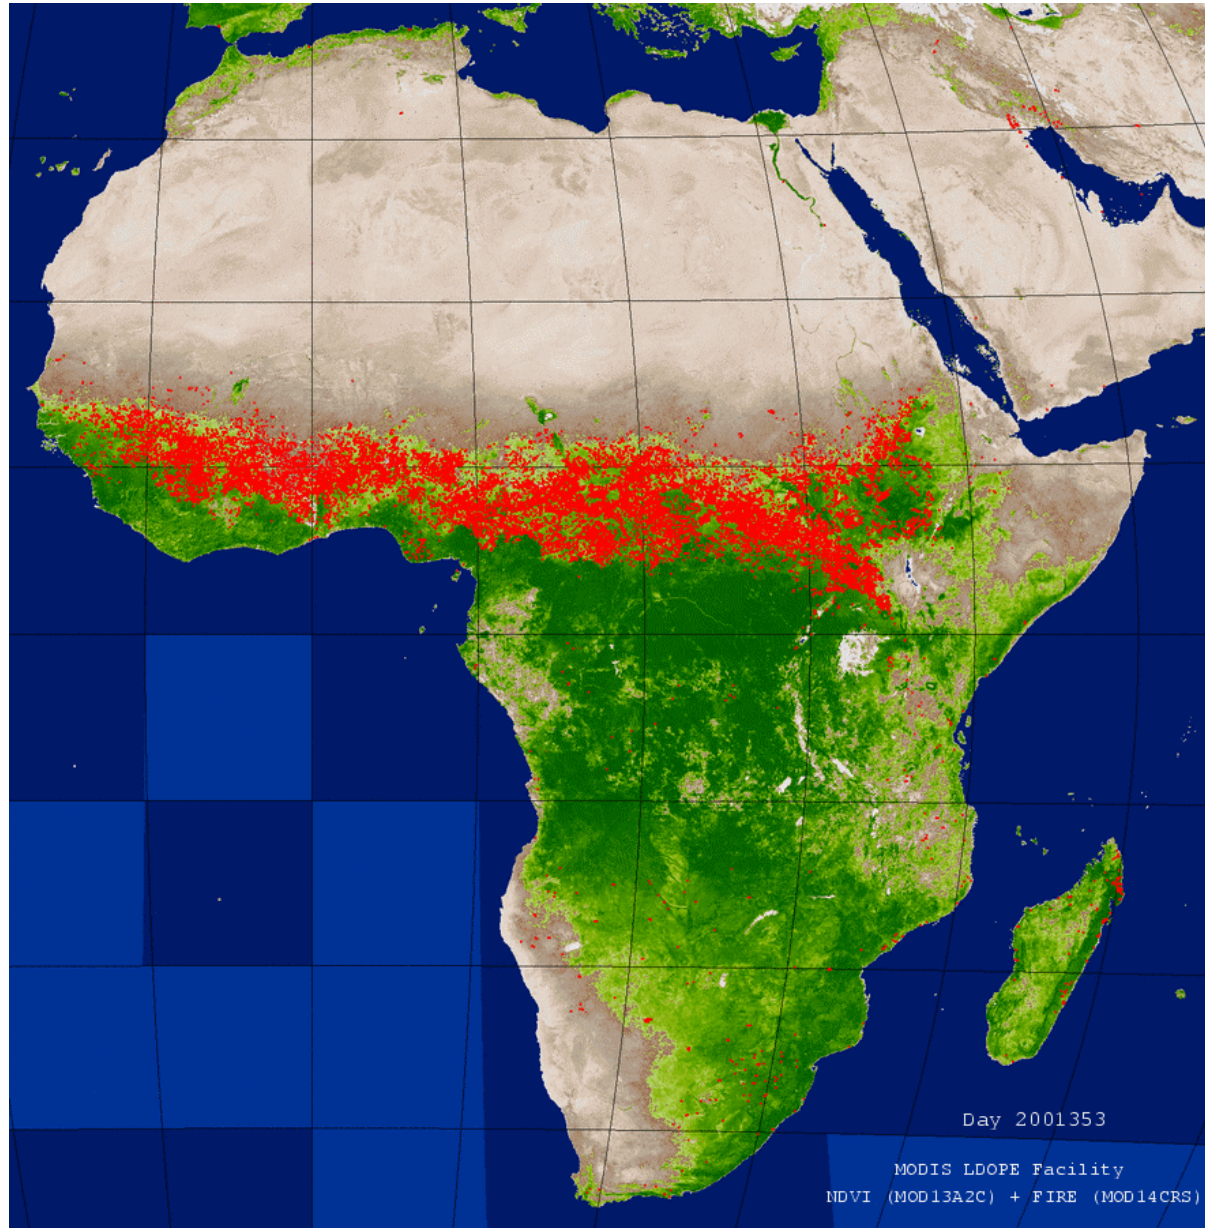 Day 2001353
MODIS LDOPE Facility
NDVI (MOD13A2C) + FIRE (MOD14CRS)